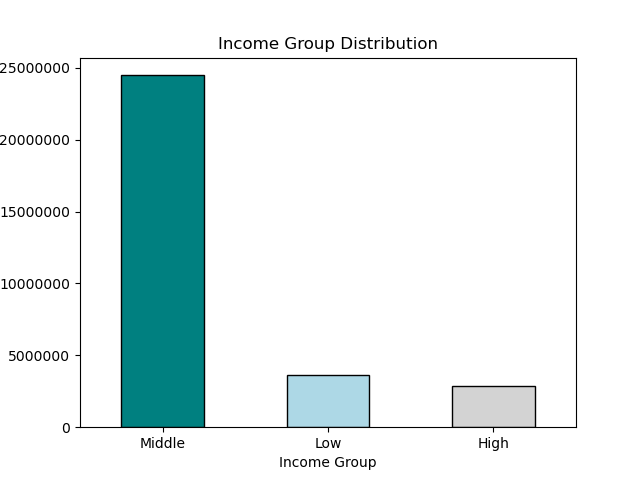 Income Group Distribution
25000000
20000000
15000000
10000000
5000000
0
Middle Low High
Income Group